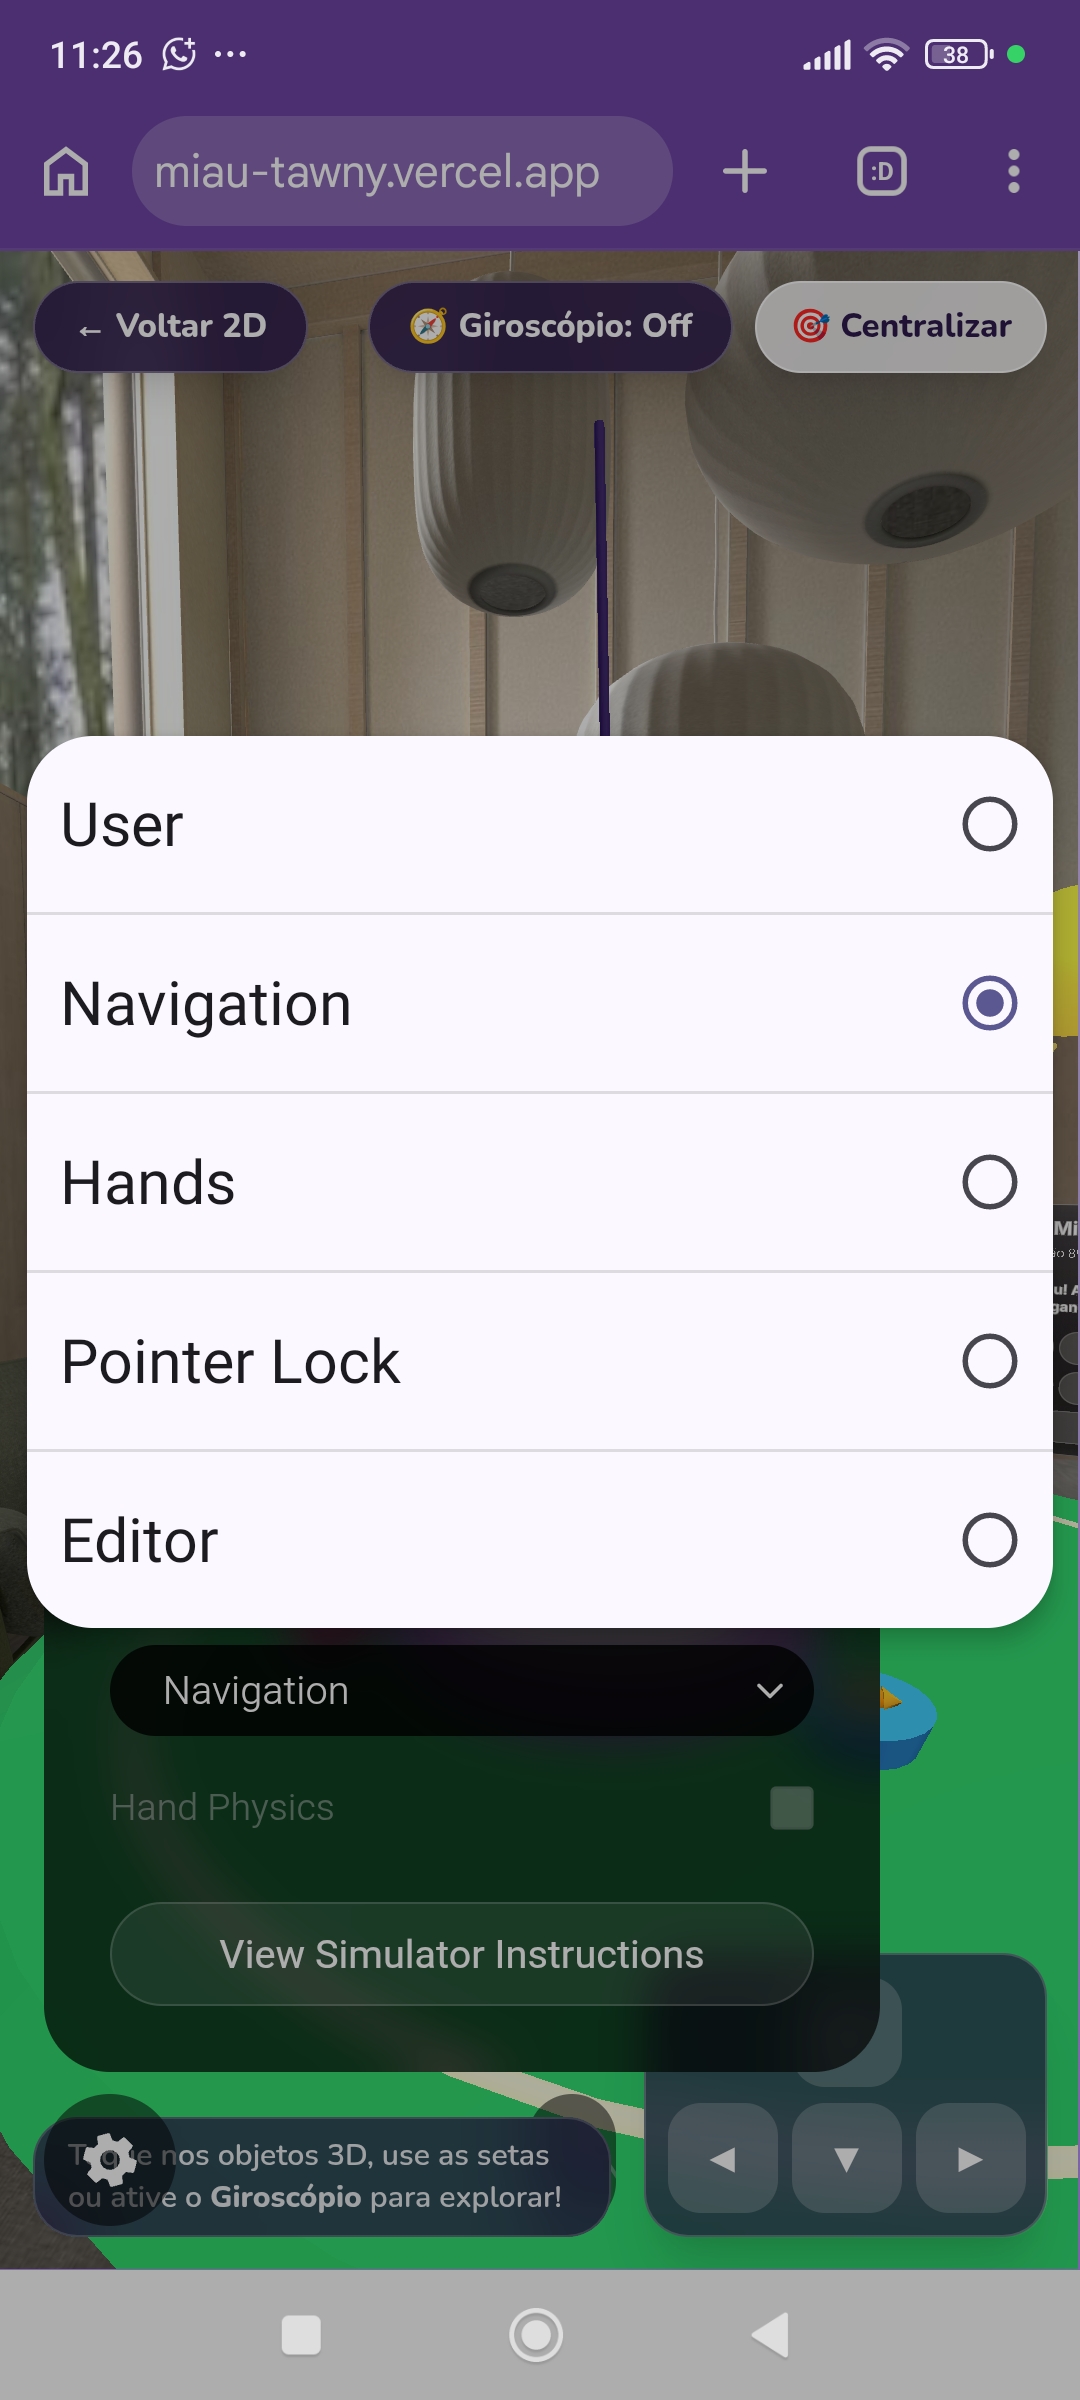 11:26
38
miau-tawny.vercel.app
:D
← Voltar 2D
🧭 Giroscópio: Off
🎯 Centralizar
User
Navigation
Hands
Pointer Lock
Editor
Navigation
Hand Physics
View Simulator Instructions
nos objetos 3D, use as setas
ou ative o Giroscópio para explorar!